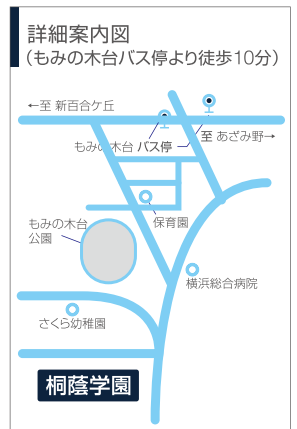 詳細案内図
(もみの木台バス停より徒歩10分)
←至 新百合ケ丘
至 あざみ野→
もみの木台 バス停
保育園
もみの木台
公園
横浜総合病院
さくら幼稚園
桐蔭学園